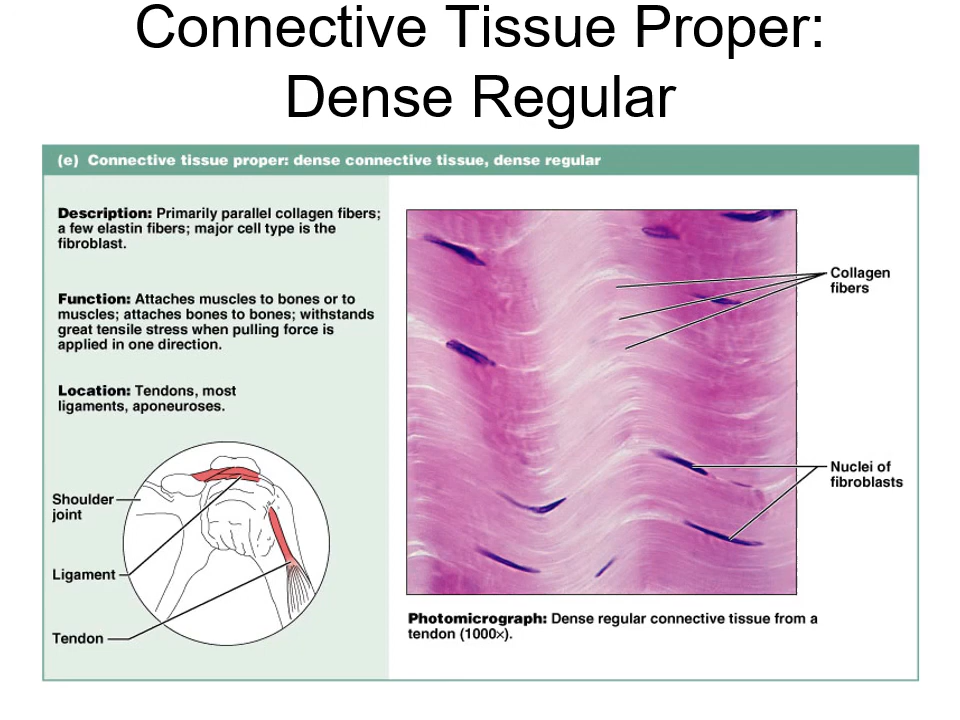 Connective Tissue Proper:
Dense Regular
(e) Connective tissue proper: dense connective tissue, dense regular
Description: Primarily parallel collagen fibers;
a few elastin fibers; major cell type is the
fibroblast.
Function: Attaches muscles to bones or to
muscles; attaches bones to bones; withstands
great tensile stress when pulling force is
applied in one direction.
Location: Tendons, most
ligaments, aponeuroses.
Shoulder
joint
Ligament
Tendon
Collagen
fibers
Nuclei of
fibroblasts
Photomicrograph: Dense regular connective tissue from a
tendon (1000×).